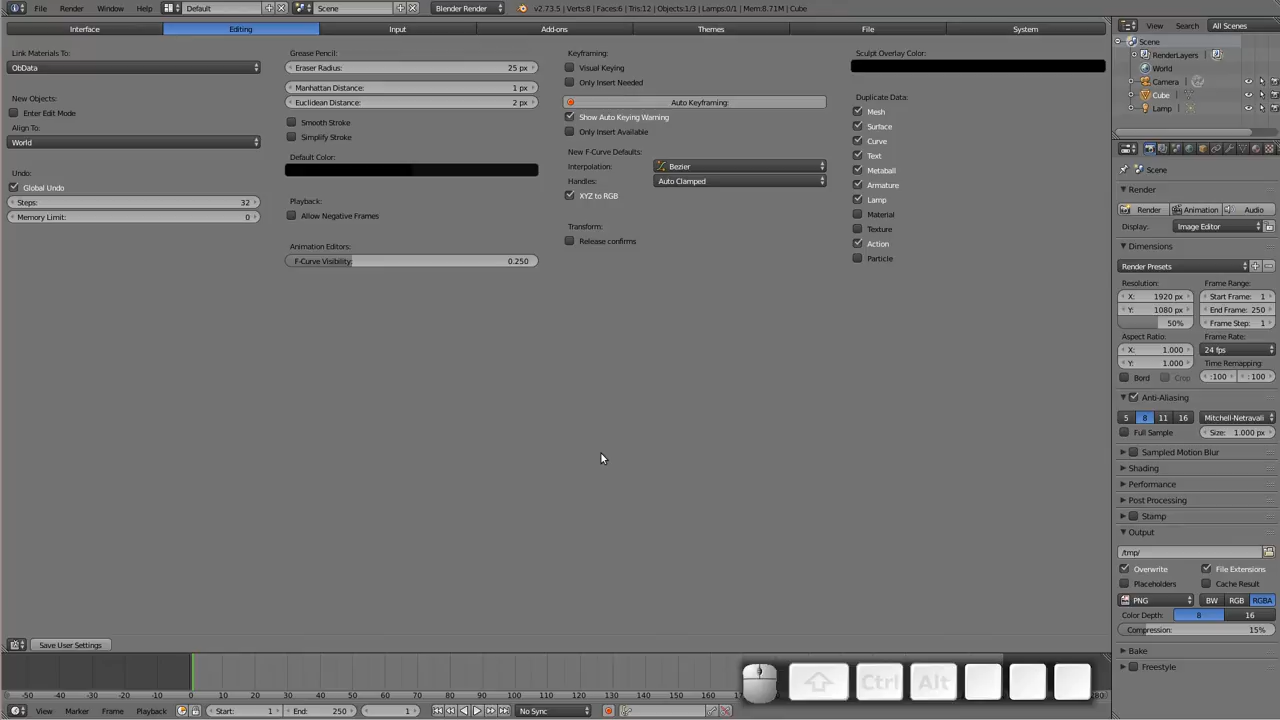 File Render Window Help Default Scene Blender Render v2.73.5 | Verts:8 | Faces:6 | Tris:12 | Objects:1/3 | Lamps:0/1 | Mem:8.71M | Cube
View Search All Scenes
Interface Editing Input Add-ons Themes File System
Scene
RenderLayers
World
Camera
Cube
Lamp
Link Materials To:
ObData
New Objects:
Enter Edit Mode
Align To:
World
Undo:
Global Undo
Steps: 32
Memory Limit: 0
Grease Pencil:
Eraser Radius: 25 px
Manhattan Distance: 1 px
Euclidean Distance: 2 px
Smooth Stroke
Simplify Stroke
Default Color:
Playback:
Allow Negative Frames
Animation Editors:
F-Curve Visibility: 0.250
Keyframing:
Visual Keying
Only Insert Needed
Auto Keyframing:
Show Auto Keying Warning
Only Insert Available
New F-Curve Defaults:
Interpolation: Bezier
Handles: Auto Clamped
XYZ to RGB
Transform:
Release confirms
Sculpt Overlay Color:
Duplicate Data:
Mesh
Surface
Curve
Text
Metaball
Armature
Lamp
Material
Texture
Action
Particle
Scene
Render
Render Animation Audio
Display: Image Editor
Dimensions
Render Presets
Resolution: Frame Range:
X: 1920 px Start Frame: 1
Y: 1080 px End Frame: 250
50% Frame Step: 1
Aspect Ratio: Frame Rate:
X: 1.000 24 fps
Y: 1.000 Time Remapping:
Bord Crop :100 :100
Anti-Aliasing
5 8 11 16 Mitchell-Netravali
Full Sample Size: 1.000 px
Sampled Motion Blur
Shading
Performance
Post Processing
Stamp
Output
/tmp/
Overwrite File Extensions
Placeholders Cache Result
PNG BW RGB RGBA
Color Depth: 8 16
Compression: 15%
Bake
Freestyle
Save User Settings
Ctrl Alt
-50 -40 -30 -20 -10 0 10 20 30 40 50 60 70 80 90 100 110 120 130 140 150 160 170
View Marker Frame Playback Start: 1 End: 250 1 No Sync